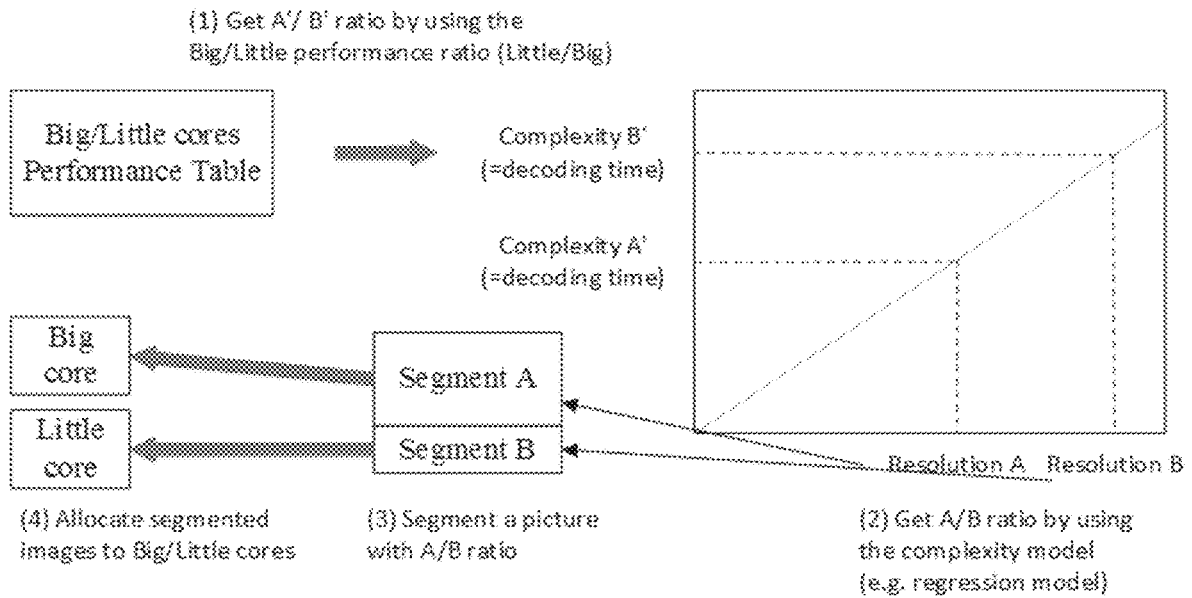 (1) Get A'/ B' ratio by using the
Big/Little performance ratio (Little/Big)
Big/Little cores
Performance Table
Complexity B'
(=decoding time)
Complexity A'
(=decoding time)
Big
core
Little
core
Segment A
Segment B
Resolution A
Resolution B
(4) Allocate segmented
images to Big/Little cores
(3) Segment a picture
with A/B ratio
(2) Get A/B ratio by using
the complexity model
(e.g. regression model)